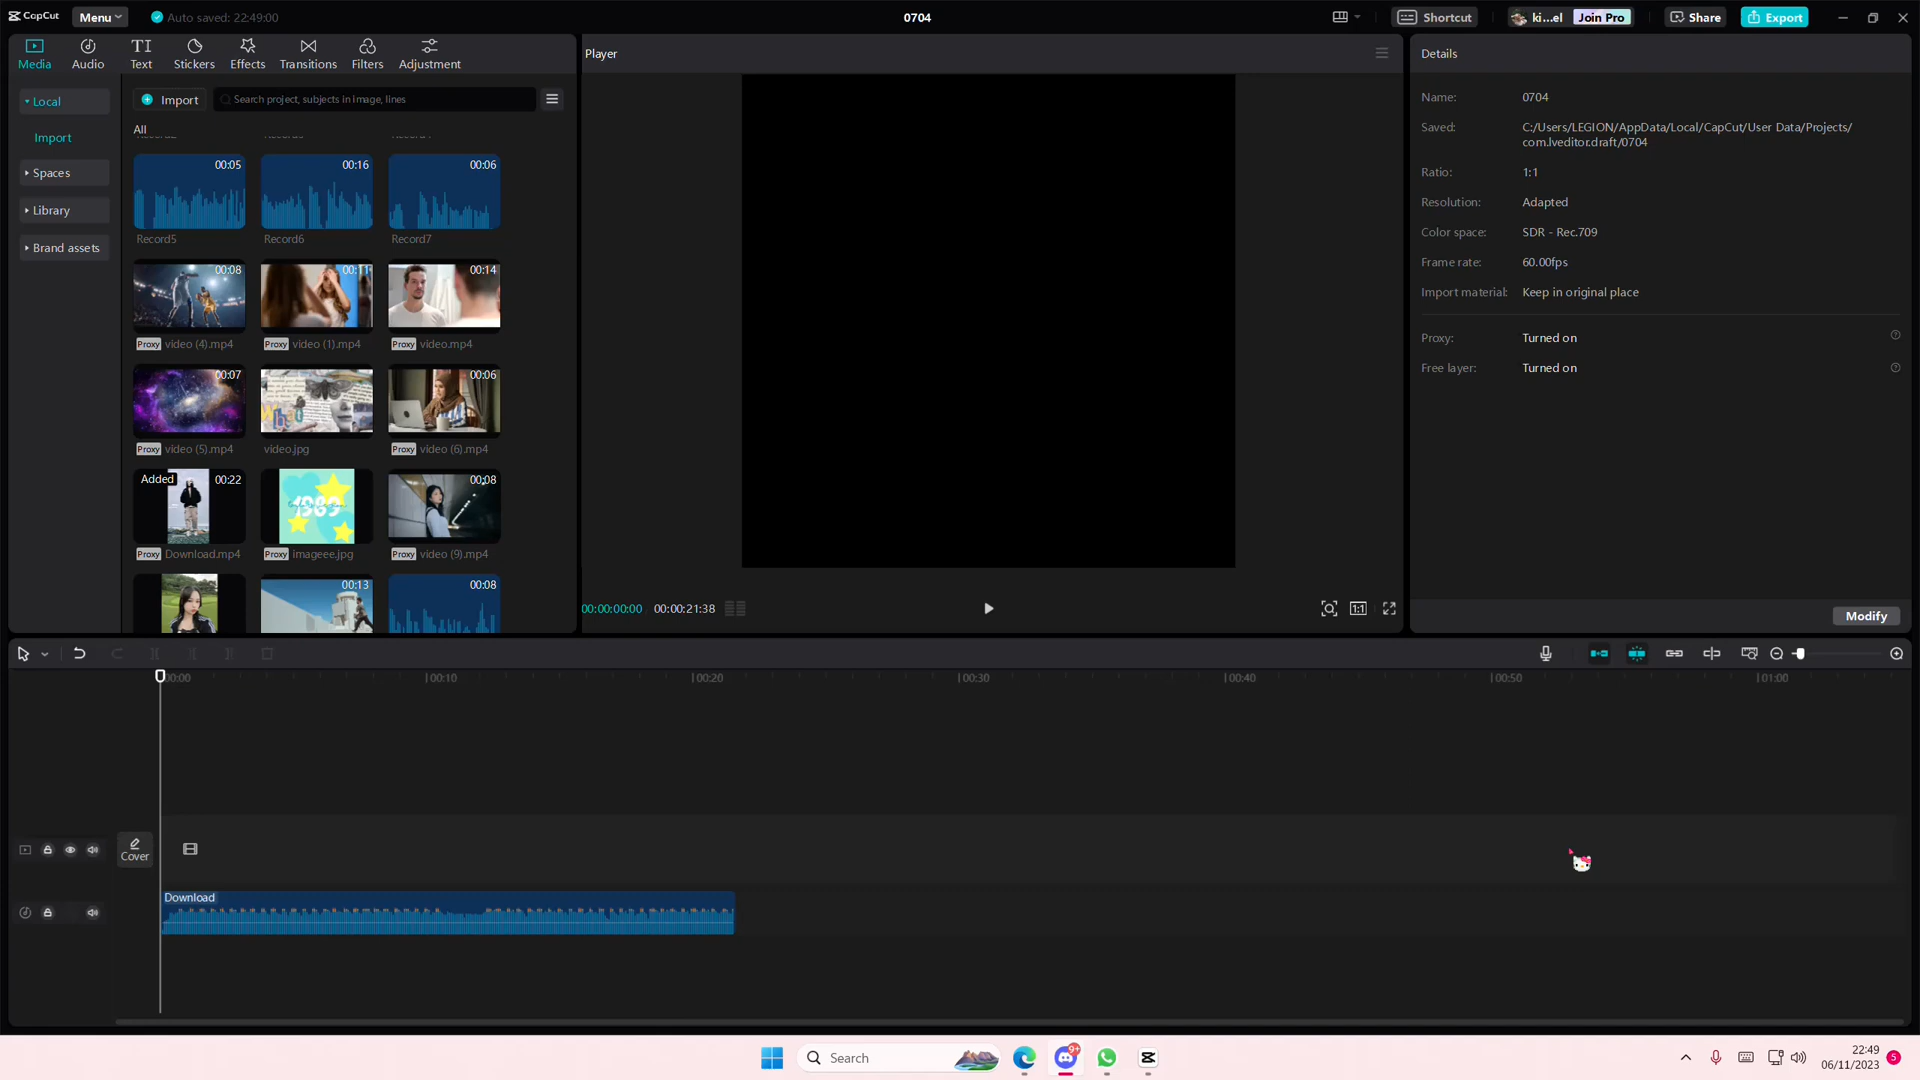 CapCut
Menu
Auto saved: 22:49:00
0704
Shortcut
ki...el
Join Pro
Share
Export
Media
Audio
Text
Stickers
Effects
Transitions
Filters
Adjustment
Local
Import
Spaces
Library
Brand assets
Import
Search project, subjects in image, lines
All
00:05
00:16
00:06
Record5
Record6
Record7
00:08
00:11
00:14
Proxy video (4).mp4
Proxy video (1).mp4
Proxy video.mp4
00:07
What
00:06
Proxy video (5).mp4
video.jpg
Proxy video (6).mp4
Added
00:22
1989
00:08
Proxy Download.mp4
Proxy imageee.jpg
Proxy video (9).mp4
00:13
00:08
Player
00:00:00:00
00:00:21:38
1:1
Details
Name: 0704
Saved: C:/Users/LEGION/AppData/Local/CapCut/User Data/Projects/
com.lveditor.draft/0704
Ratio: 1:1
Resolution: Adapted
Color space: SDR - Rec.709
Frame rate: 60.00fps
Import material: Keep in original place
Proxy: Turned on
Free layer: Turned on
Modify
00:00
00:10
00:20
00:30
00:40
00:50
01:00
Cover
Download
Search
9+
22:49
06/11/2023
5